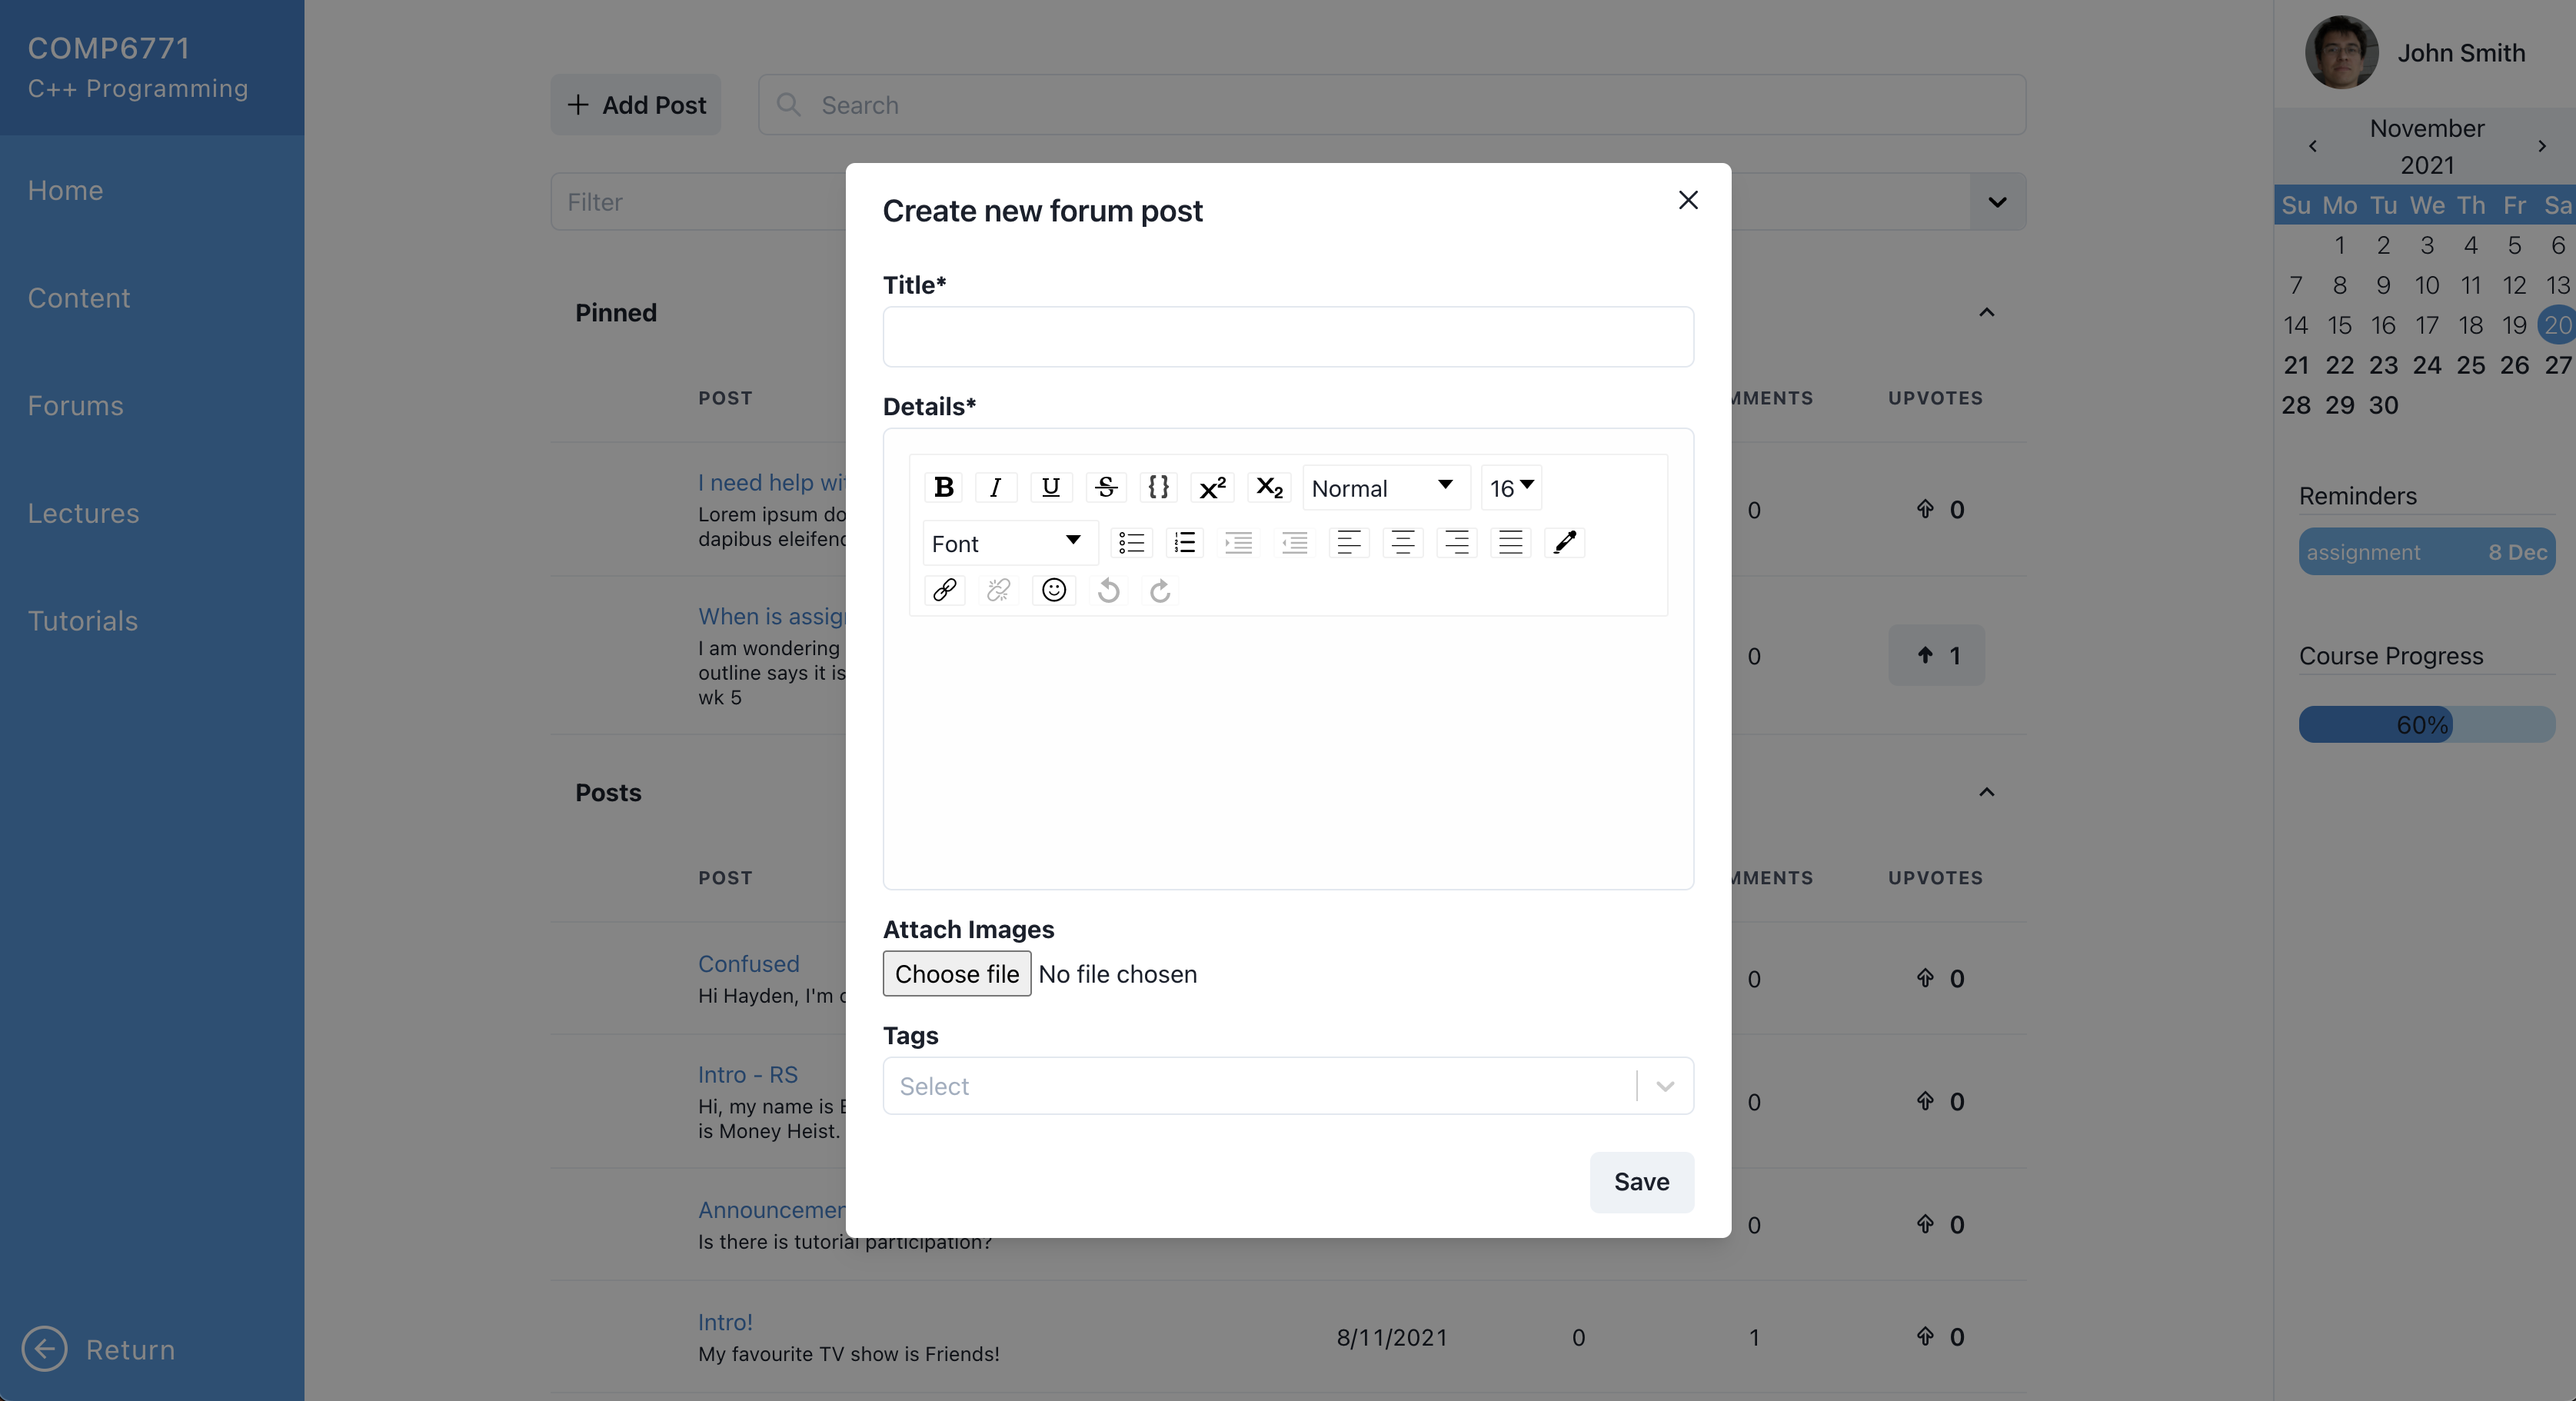 COMP6771
C++ Programming
Home
Content
Forums
Lectures
Tutorials
Return
+ Add Post
Search
Filter
Pinned
POST
UPVOTES
I need help
Lorem ipsum
dapibus
0
0
When is
I am wondering
outline says it is
wk 5
0
1
Posts
POST
UPVOTES
Confused
Hi Hayden, I'm
0
0
Intro - RS
Hi, my name is
is Money Heist.
0
0
Is there is tutorial participation?
0
0
Intro!
My favourite TV show is Friends!
8/11/2021
0
1
0
Create new forum post
Title*
Details*
B I U S {} X² X₂ Normal 16
Font
Attach Images
Choose file No file chosen
Tags
Select
Save
John Smith
November
2021
Su Mo Tu We Th Fr Sa
1 2 3 4 5 6
7 8 9 10 11 12 13
14 15 16 17 18 19 20
21 22 23 24 25 26 27
28 29 30
Reminders
assignment 8 Dec
Course Progress
60%